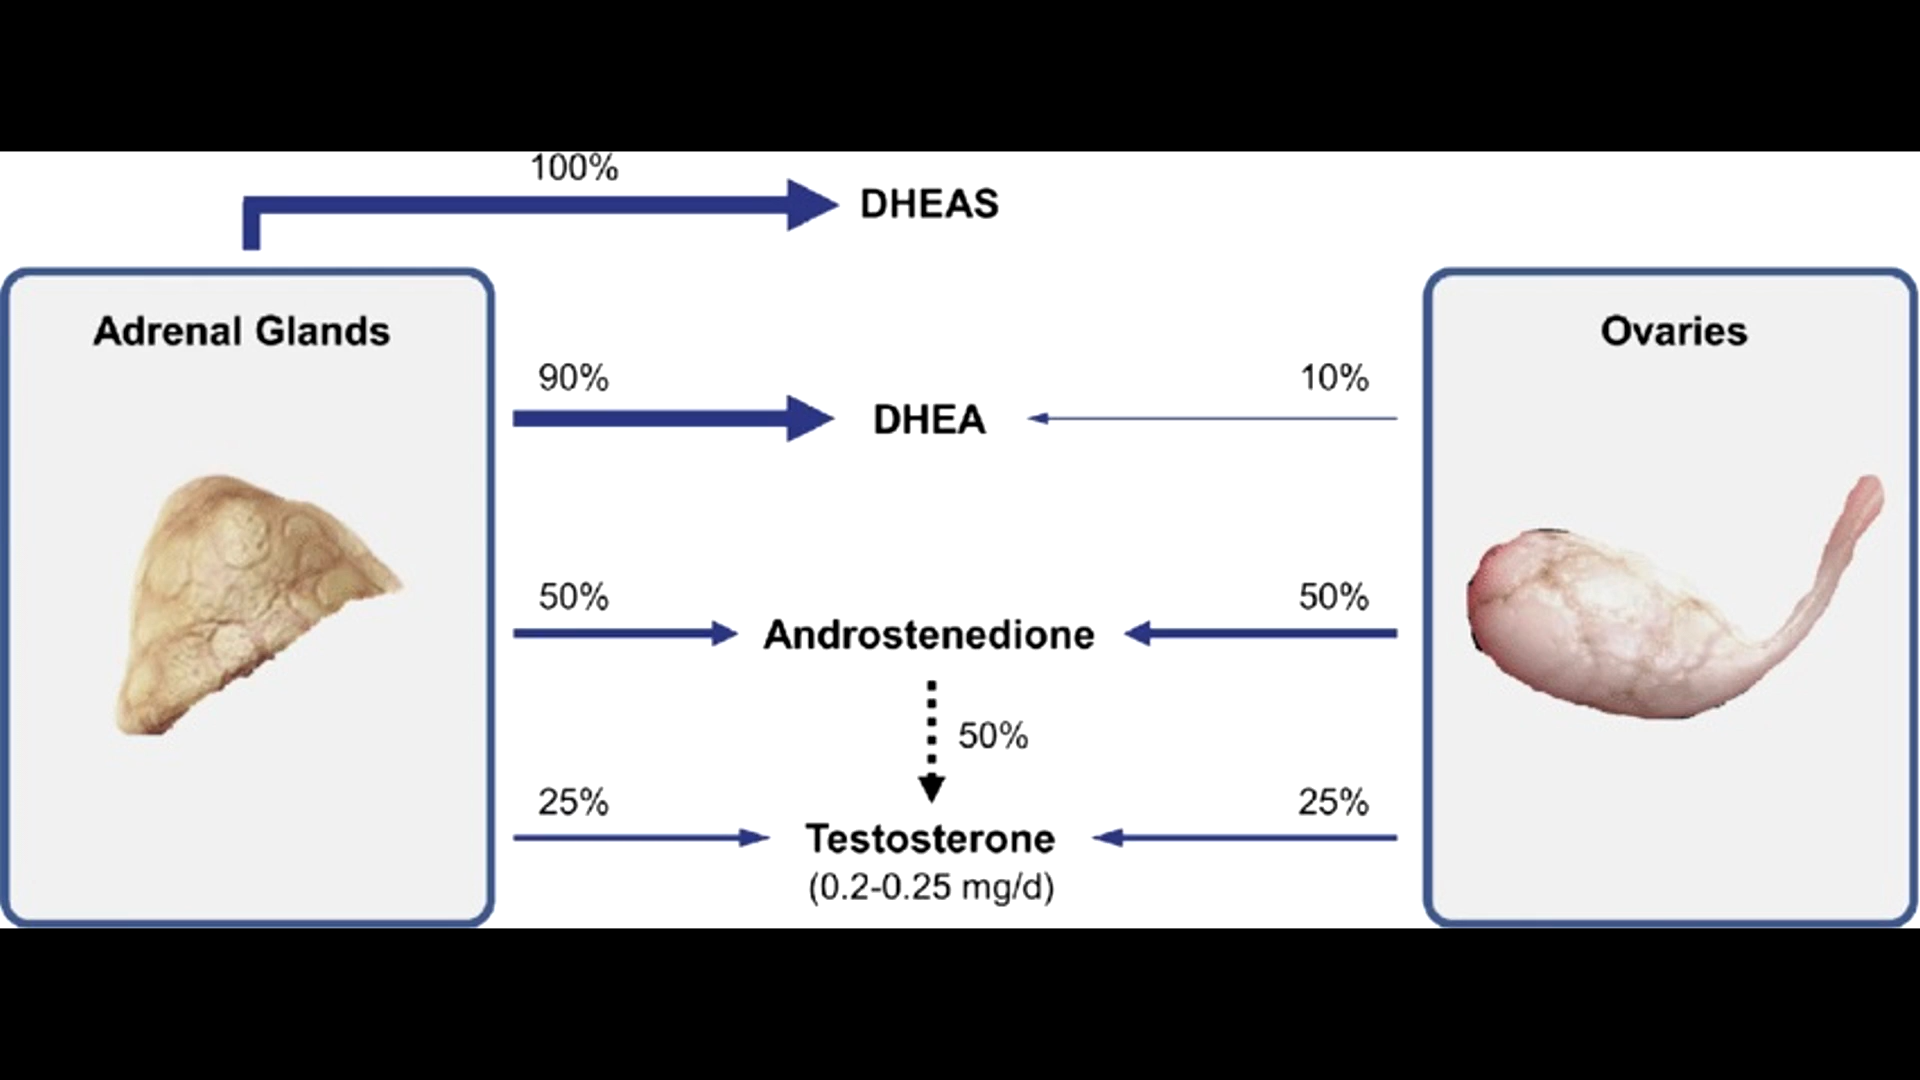 100%
DHEAS
Adrenal Glands
Ovaries
90%
DHEA
10%
50%
Androstenedione
50%
50%
25%
Testosterone
25%
(0.2-0.25 mg/d)